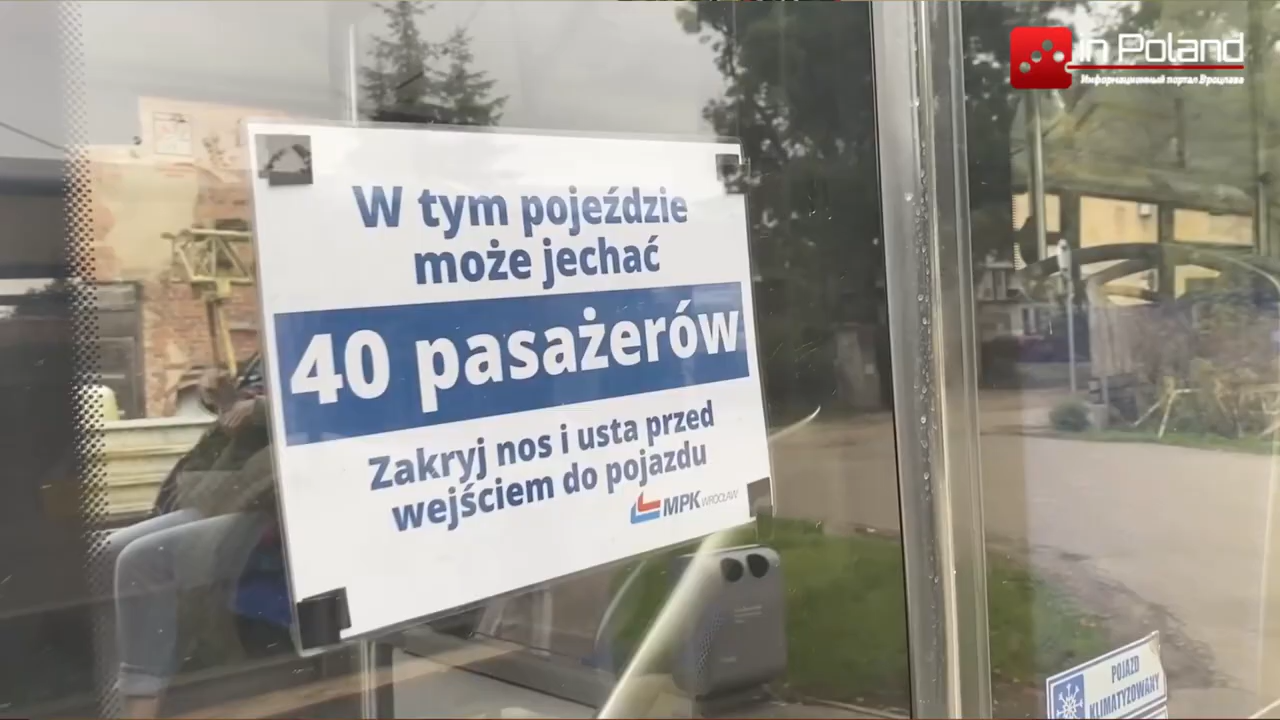 in Poland
Информационный портал Вроцлава
W tym pojeździe
może jechać
40 pasażerów
Zakryj nos i usta przed
wejściem do pojazdu
MPK WROCŁAW
POJAZD
KLIMATYZOWANY